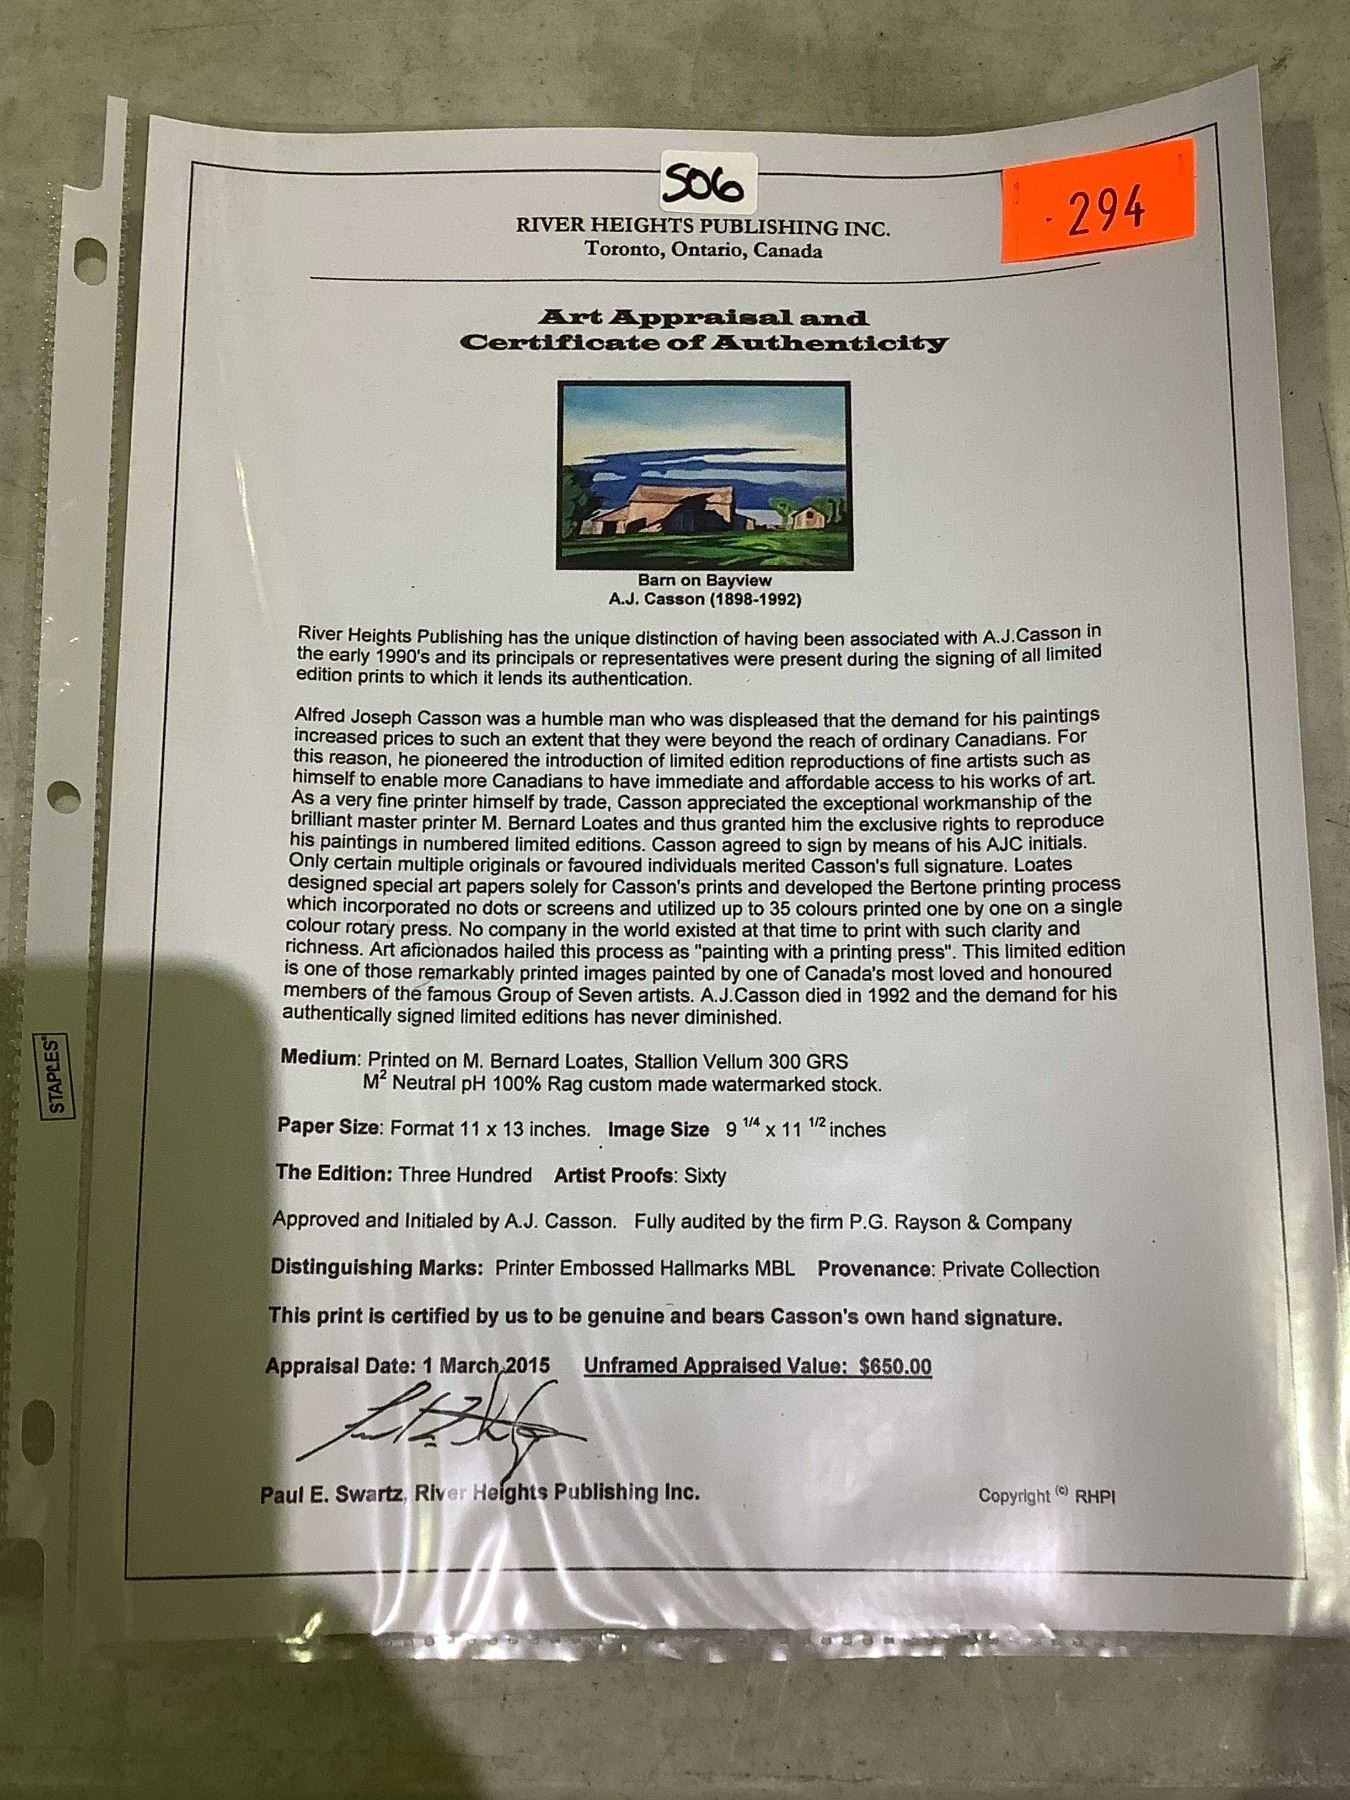 506
294
RIVER HEIGHTS PUBLISHING INC.
Toronto, Ontario, Canada
Art Appraisal and
Certificate of Authenticity
Barn on Bayview
A.J. Casson (1898-1992)
River Heights Publishing has the unique distinction of having been associated with A.J.Casson in
the early 1990's and its principals or representatives were present during the signing of all limited
edition prints to which it lends its authentication.
Alfred Joseph Casson was a humble man who was displeased that the demand for his paintings
increased prices to such an extent that they were beyond the reach of ordinary Canadians. For
this reason, he pioneered the introduction of limited edition reproductions of fine artists such as
himself to enable more Canadians to have immediate and affordable access to his works of art.
As a very fine printer himself by trade, Casson appreciated the exceptional workmanship of the
brilliant master printer M. Bernard Loates and thus granted him the exclusive rights to reproduce
his paintings in numbered limited editions. Casson agreed to sign by means of his AJC initials.
Only certain multiple originals or favoured individuals merited Casson's full signature. Loates
designed special art papers solely for Casson's prints and developed the Bertone printing process
which incorporated no dots or screens and utilized up to 35 colours printed one by one on a single
colour rotary press. No company in the world existed at that time to print with such clarity and
richness. Art aficionados hailed this process as "painting with a printing press". This limited edition
is one of those remarkably printed images painted by one of Canada's most loved and honoured
members of the famous Group of Seven artists. A.J.Casson died in 1992 and the demand for his
authentically signed limited editions has never diminished.
Medium: Printed on M. Bernard Loates, Stallion Vellum 300 GRS
M² Neutral pH 100% Rag custom made watermarked stock.
Paper Size: Format 11 x 13 inches. Image Size 9 1/4 x 11 1/2 inches
The Edition: Three Hundred Artist Proofs: Sixty
Approved and Initialed by A.J. Casson. Fully audited by the firm P.G. Rayson & Company
Distinguishing Marks: Printer Embossed Hallmarks MBL Provenance: Private Collection
This print is certified by us to be genuine and bears Casson's own hand signature.
Appraisal Date: 1 March,2015 Unframed Appraised Value: $650.00
Paul E. Swartz, River Heights Publishing Inc.
Copyright (c) RHPI
STAPLES